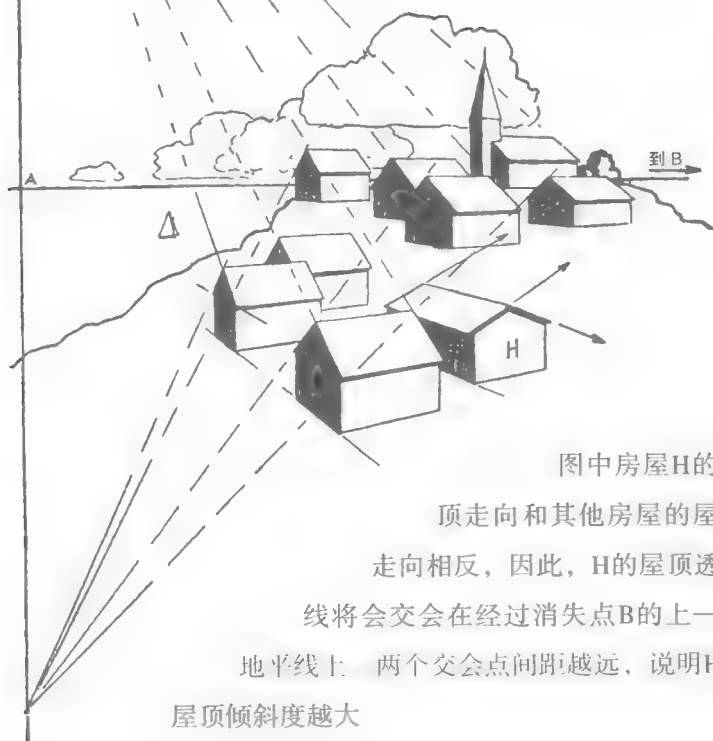 A
到 B
H
图中房屋H的
顶走向和其他房屋的屋
走向相反，因此，H的屋顶透
线将会交会在经过消失点B的上一
地平线上 两个交会点间距越远，说明H
屋顶倾斜度越大